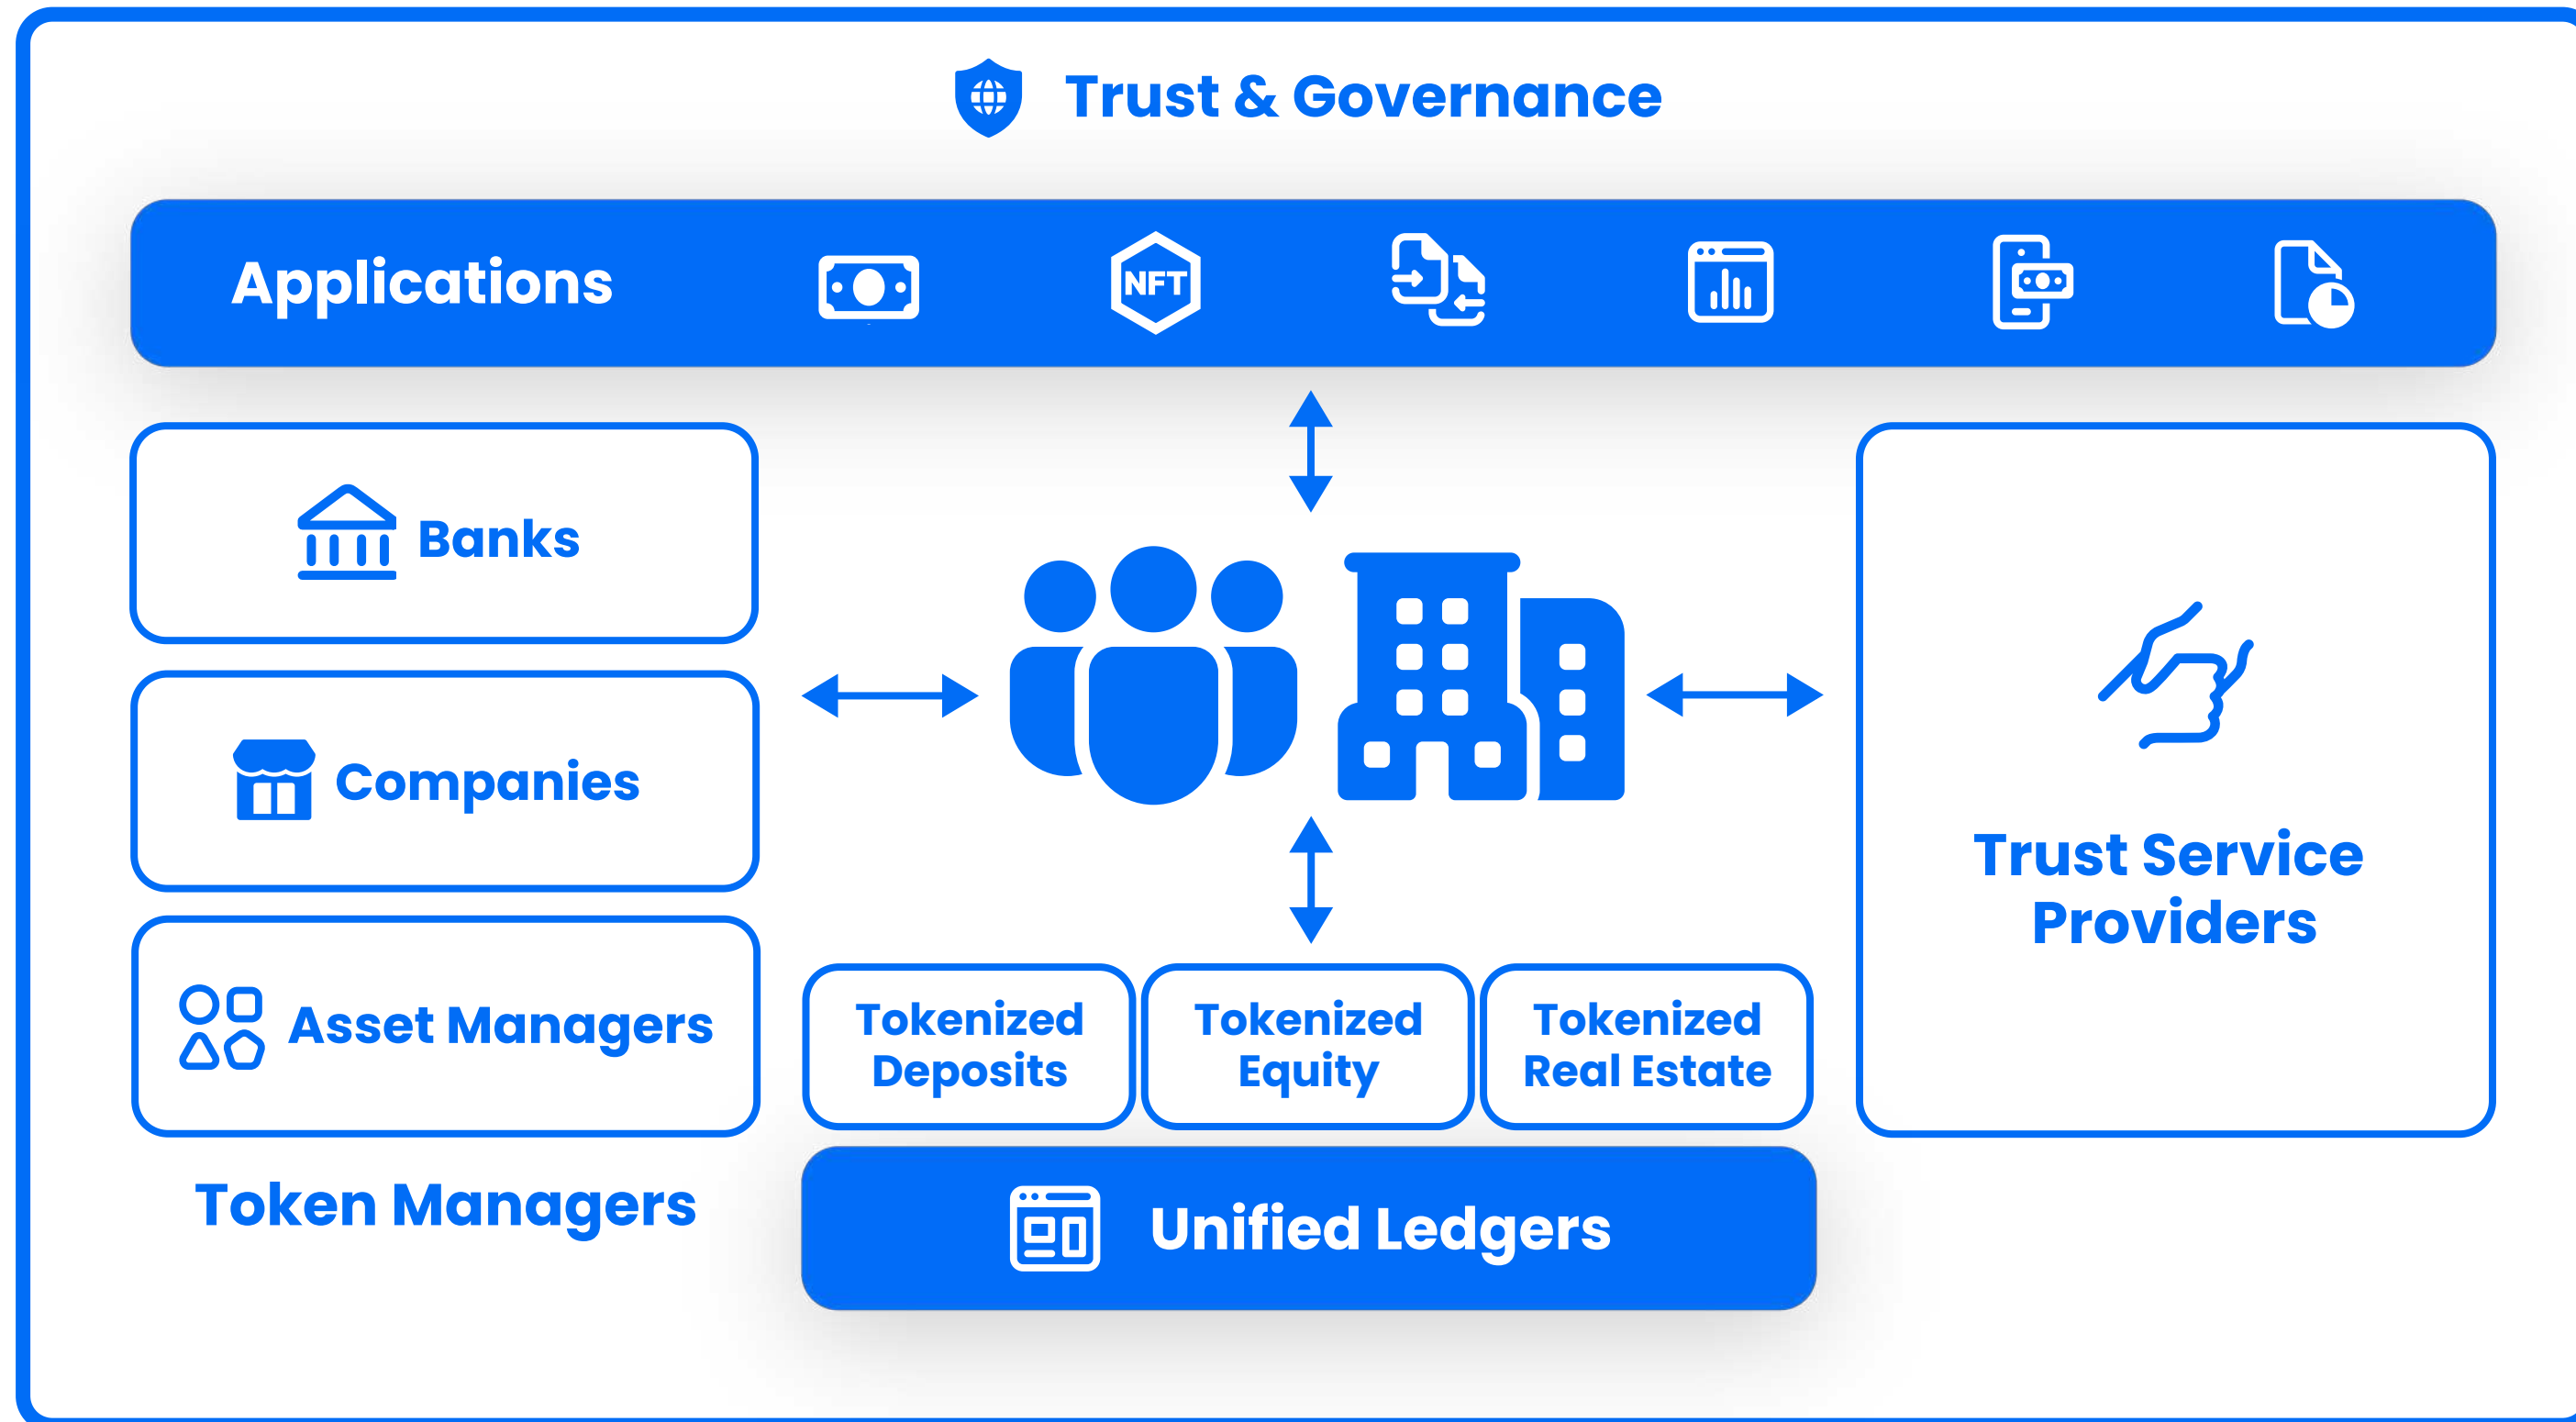 Trust & Governance
Applications
NFT
Banks
Companies
Asset Managers
Token Managers
Tokenized
Deposits
Tokenized
Equity
Tokenized
Real Estate
Unified Ledgers
Trust Service
Providers